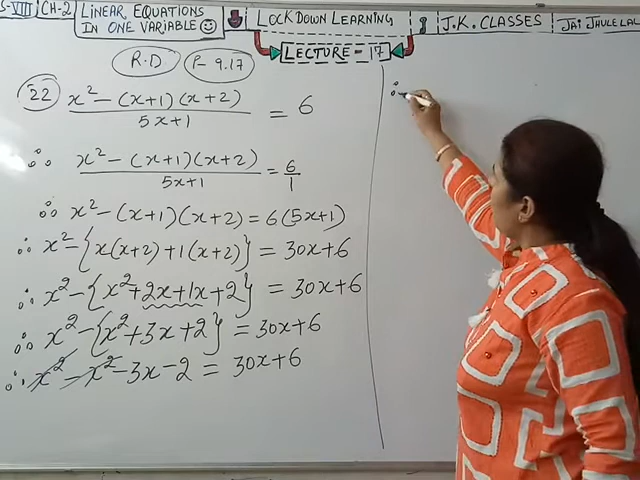 S-VIII CH-2 LINEAR EQUATIONS IN ONE VARIABLE ☺ LOCKDOWN LEARNING J.K. CLASSES JAI JHULELAL
LECTURE - 17
R.D P-9.17
22 x² - (x+1)(x+2) / 5x+1 = 6
∴ x² - (x+1)(x+2) / 5x+1 = 6/1
∴ x² - (x+1)(x+2) = 6(5x+1)
∴ x² - {x(x+2)+1(x+2)} = 30x+6
∴ x² - {x²+2x+1x+2} = 30x+6
∴ x² - {x²+3x+2} = 30x+6
∴ x² - x² - 3x - 2 = 30x+6